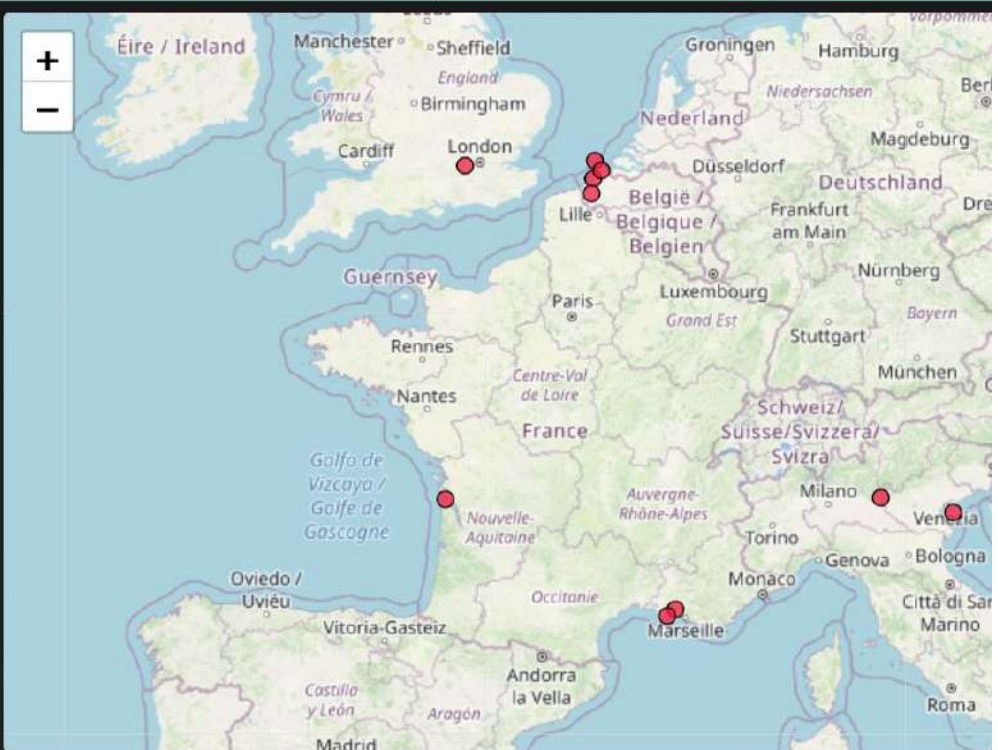 +
−
Éire / Ireland
Manchester
Sheffield
England
Cymru /
Wales
Birmingham
Cardiff
London
Groningen
Hamburg
Niedersachsen
Nederland
Magdeburg
Düsseldorf
Deutschland
België /
Belgique /
Belgien
Lille
Frankfurt
am Main
Guernsey
Luxembourg
Nürnberg
Paris
Grand Est
Bayern
Stuttgart
Rennes
München
Centre-Val
de Loire
Nantes
Schweiz/
Suisse/Svizzera/
Svizra
France
Golfo de
Vizcaya /
Golfe de
Gascogne
Auvergne-
Rhône-Alpes
Milano
Nouvelle-
Aquitaine
Venezia
Torino
Genova
Bologna
Oviedo /
Uviéu
Occitanie
Monaco
Città di Sar
Marino
Vitoria-Gasteiz
Marseille
Andorra
la Vella
Castilla
y León
Aragón
Roma
Madrid